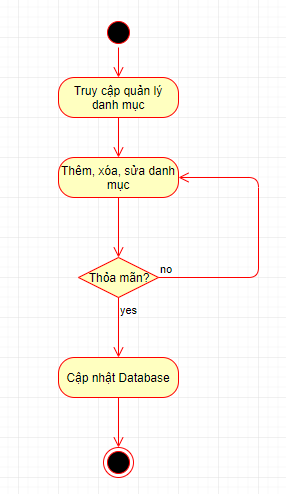 Truy cập quản lý
danh mục
Thêm, xóa, sửa danh
mục
Thỏa mãn?
no
yes
Cập nhật Database